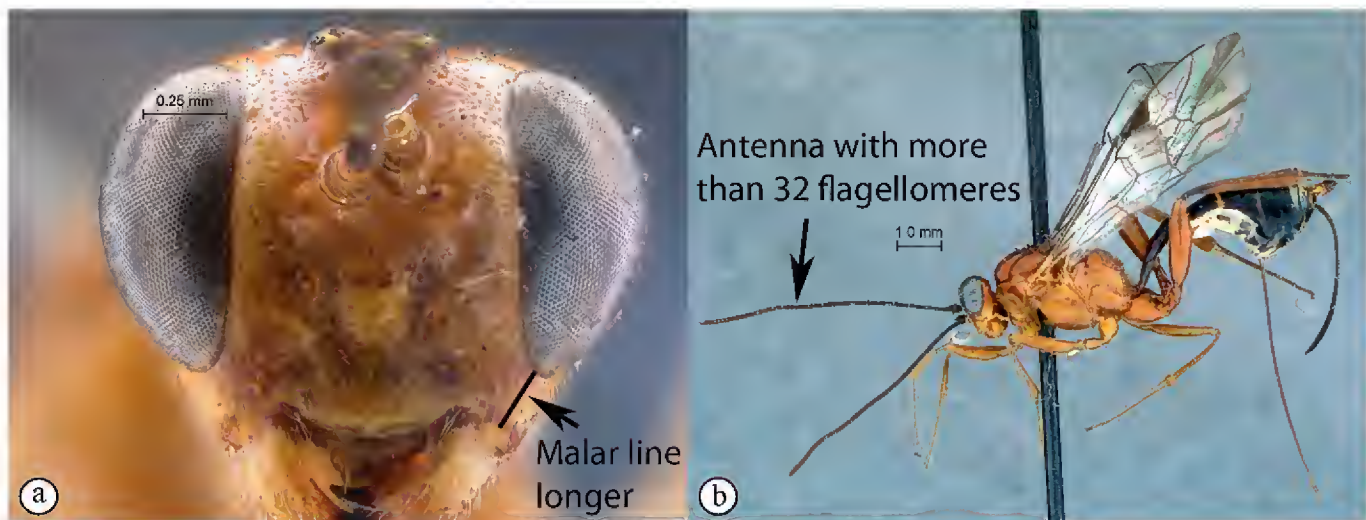 0.25 mm
Malar line
longer
a
Antenna with more
than 32 flagellomeres
1.0 mm
b